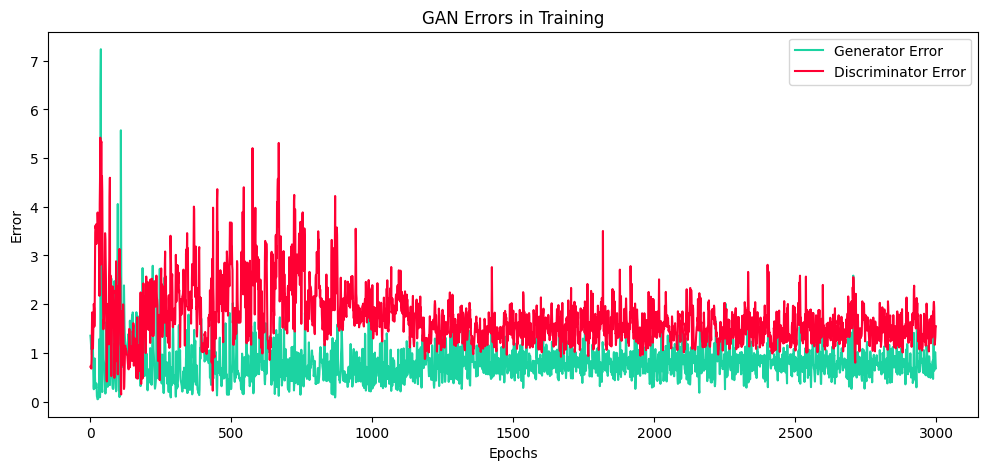 GAN Errors in Training
Generator Error
Discriminator Error
Error
7
6
5
4
3
2
1
0
0 500 1000 1500 2000 2500 3000
Epochs